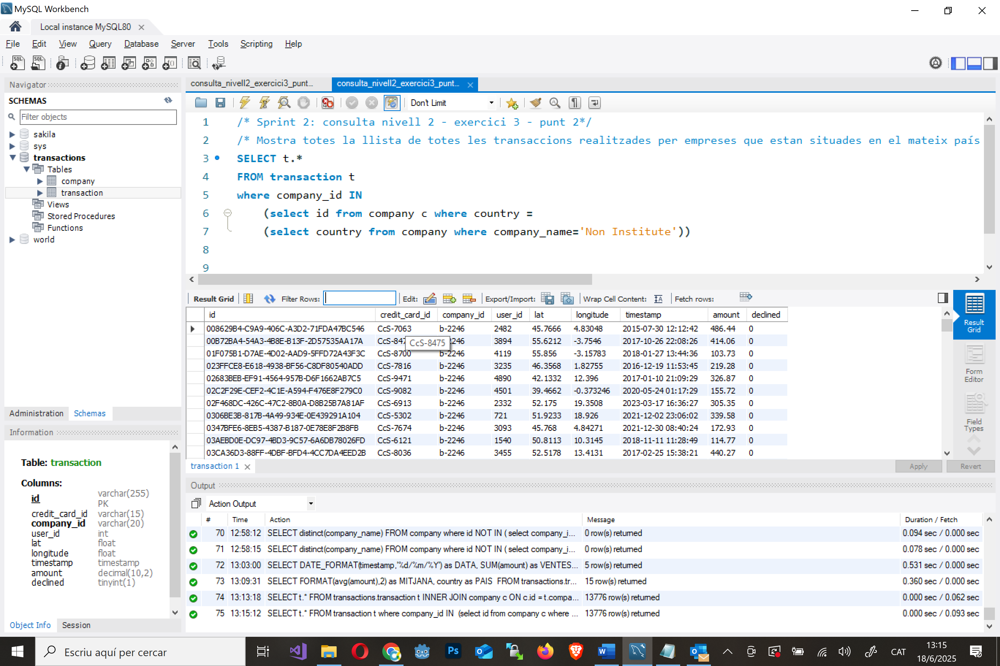 MySQL Workbench
Local instance MySQL80
File Edit View Query Database Server Tools Scripting Help
Navigator
SCHEMAS
Filter objects
sakila
sys
transactions
Tables
company
transaction
Views
Stored Procedures
Functions
world
Administration Schemas
Information
Table: transaction
Columns:
id varchar(255) PK
credit_card_id varchar(15)
company_id varchar(20)
user_id int
lat float
longitude float
timestamp timestamp
amount decimal(10,2)
declined tinyint(1)
Object Info Session
consulta_nivell2_exercici3_punt... consulta_nivell2_exercici3_punt...
Don't Limit
1 /* Sprint 2: consulta nivell 2 - exercici 3 - punt 2*/
2 /* Mostra totes la llista de totes les transaccions realitzades per empreses que estan situades en el mateix país
3 SELECT t.*
4 FROM transaction t
5 where company_id IN
6 (select id from company c where country =
7 (select country from company where company_name='Non Institute'))
8
9
Result Grid Filter Rows: Edit: Export/Import: Wrap Cell Content: Fetch rows:
id credit_card_id company_id user_id lat longitude timestamp amount declined
008629B4-C9A9-406C-A3D2-71FDA47BC546 CcS-7063 b-2246 2482 45.7666 4.83048 2015-07-30 12:12:42 486.44 0
00B72BA4-54A3-4B8E-B13F-2D57535AA17A CcS-847 2246 3894 55.6212 -3.7546 2017-10-26 22:08:26 414.06 0
CcS-8475
01F075B1-D7AE-4D02-AAD9-5FFD72A43F3C CcS-8700 b-2246 4119 55.856 -3.15783 2018-01-27 13:44:36 103.73 0
023FFCE8-E618-4938-BF56-C8DF80540ADD CcS-7816 b-2246 3235 46.3568 1.82755 2016-12-19 11:53:45 219.28 0
02683BEB-EF91-4564-957B-D6F1662AB7C5 CcS-9471 b-2246 4890 42.1332 12.396 2017-01-10 21:09:29 326.87 0
02C2F29E-CEF2-4C1E-A594-F476E8F279C0 CcS-9082 b-2246 4501 39.4662 -0.373246 2020-05-24 01:17:29 155.72 0
02F468DC-426C-47C2-8B0A-D8B25B7A81AF CcS-6913 b-2246 2332 52.175 19.3508 2023-03-17 16:36:27 305.35 0
0306BE3B-817B-4A49-934E-0E439291A104 CcS-5302 b-2246 721 51.9233 18.926 2021-12-02 23:06:02 339.58 0
0347BFE6-8EB5-4387-B187-0E78E8F2B8FB CcS-7674 b-2246 3093 45.768 4.84271 2021-12-30 08:40:24 172.93 0
03AEBD0E-DC97-4BD3-9C57-6A6DB78026FD CcS-6121 b-2246 1540 50.8113 10.3145 2018-11-11 11:28:49 114.77 0
03CA36D3-88FF-4DBF-BFD4-4CC7DA4EED2B CcS-8036 b-2246 3455 52.5178 13.4131 2017-02-25 15:38:21 440.27 0
Result Grid
Form Editor
Field Types
transaction 1 Apply Revert
Output
Action Output
# Time Action Message Duration / Fetch
70 12:58:12 SELECT distinct(company_name) FROM company where id NOT IN ( select company_i... 0 row(s) returned 0.094 sec / 0.000 sec
71 12:58:15 SELECT distinct(company_name) FROM company where id NOT IN ( select company_i... 0 row(s) returned 0.078 sec / 0.000 sec
72 13:03:00 SELECT DATE_FORMAT(timestamp,"%d/%m/%Y") as DATA, SUM(amount) as VENTES... 5 row(s) returned 0.531 sec / 0.000 sec
73 13:09:31 SELECT FORMAT(avg(amount),2) as MITJANA, country as PAIS FROM transactions.tr... 15 row(s) returned 0.360 sec / 0.000 sec
74 13:13:18 SELECT t.* FROM transactions.transaction t INNER JOIN company c ON c.id = t.compa... 13776 row(s) returned 0.000 sec / 0.062 sec
75 13:15:12 SELECT t.* FROM transaction t where company_id IN (select id from company c where ... 13776 row(s) returned 0.000 sec / 0.093 sec
Escriu aquí per cercar
CAT
13:15
18/6/2025